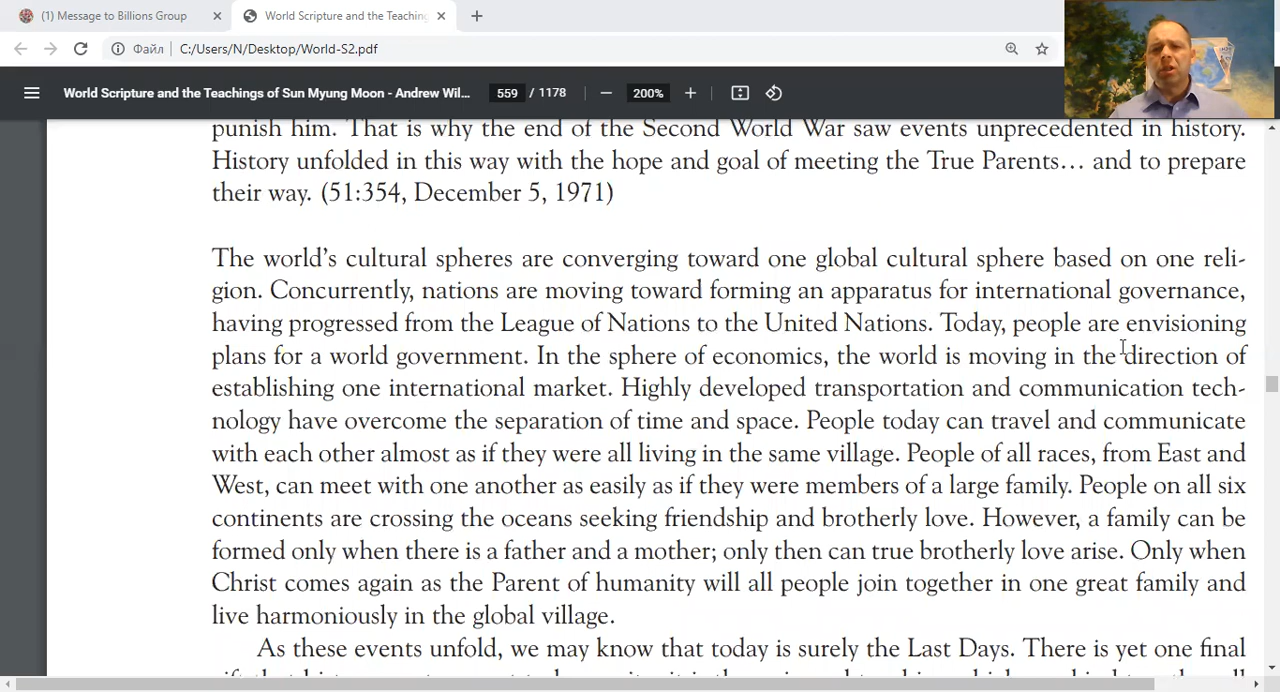 (1) Message to Billions Group
World Scripture and the Teaching
Файл
C:/Users/N/Desktop/World-S2.pdf
World Scripture and the Teachings of Sun Myung Moon - Andrew Wil...
559 / 1178
200%
punish him. That is why the end of the Second World War saw events unprecedented in history.
History unfolded in this way with the hope and goal of meeting the True Parents… and to prepare
their way. (51:354, December 5, 1971)
The world’s cultural spheres are converging toward one global cultural sphere based on one reli-
gion. Concurrently, nations are moving toward forming an apparatus for international governance,
having progressed from the League of Nations to the United Nations. Today, people are envisioning
plans for a world government. In the sphere of economics, the world is moving in the direction of
establishing one international market. Highly developed transportation and communication tech-
nology have overcome the separation of time and space. People today can travel and communicate
with each other almost as if they were all living in the same village. People of all races, from East and
West, can meet with one another as easily as if they were members of a large family. People on all six
continents are crossing the oceans seeking friendship and brotherly love. However, a family can be
formed only when there is a father and a mother; only then can true brotherly love arise. Only when
Christ comes again as the Parent of humanity will all people join together in one great family and
live harmoniously in the global village.
As these events unfold, we may know that today is surely the Last Days. There is yet one final